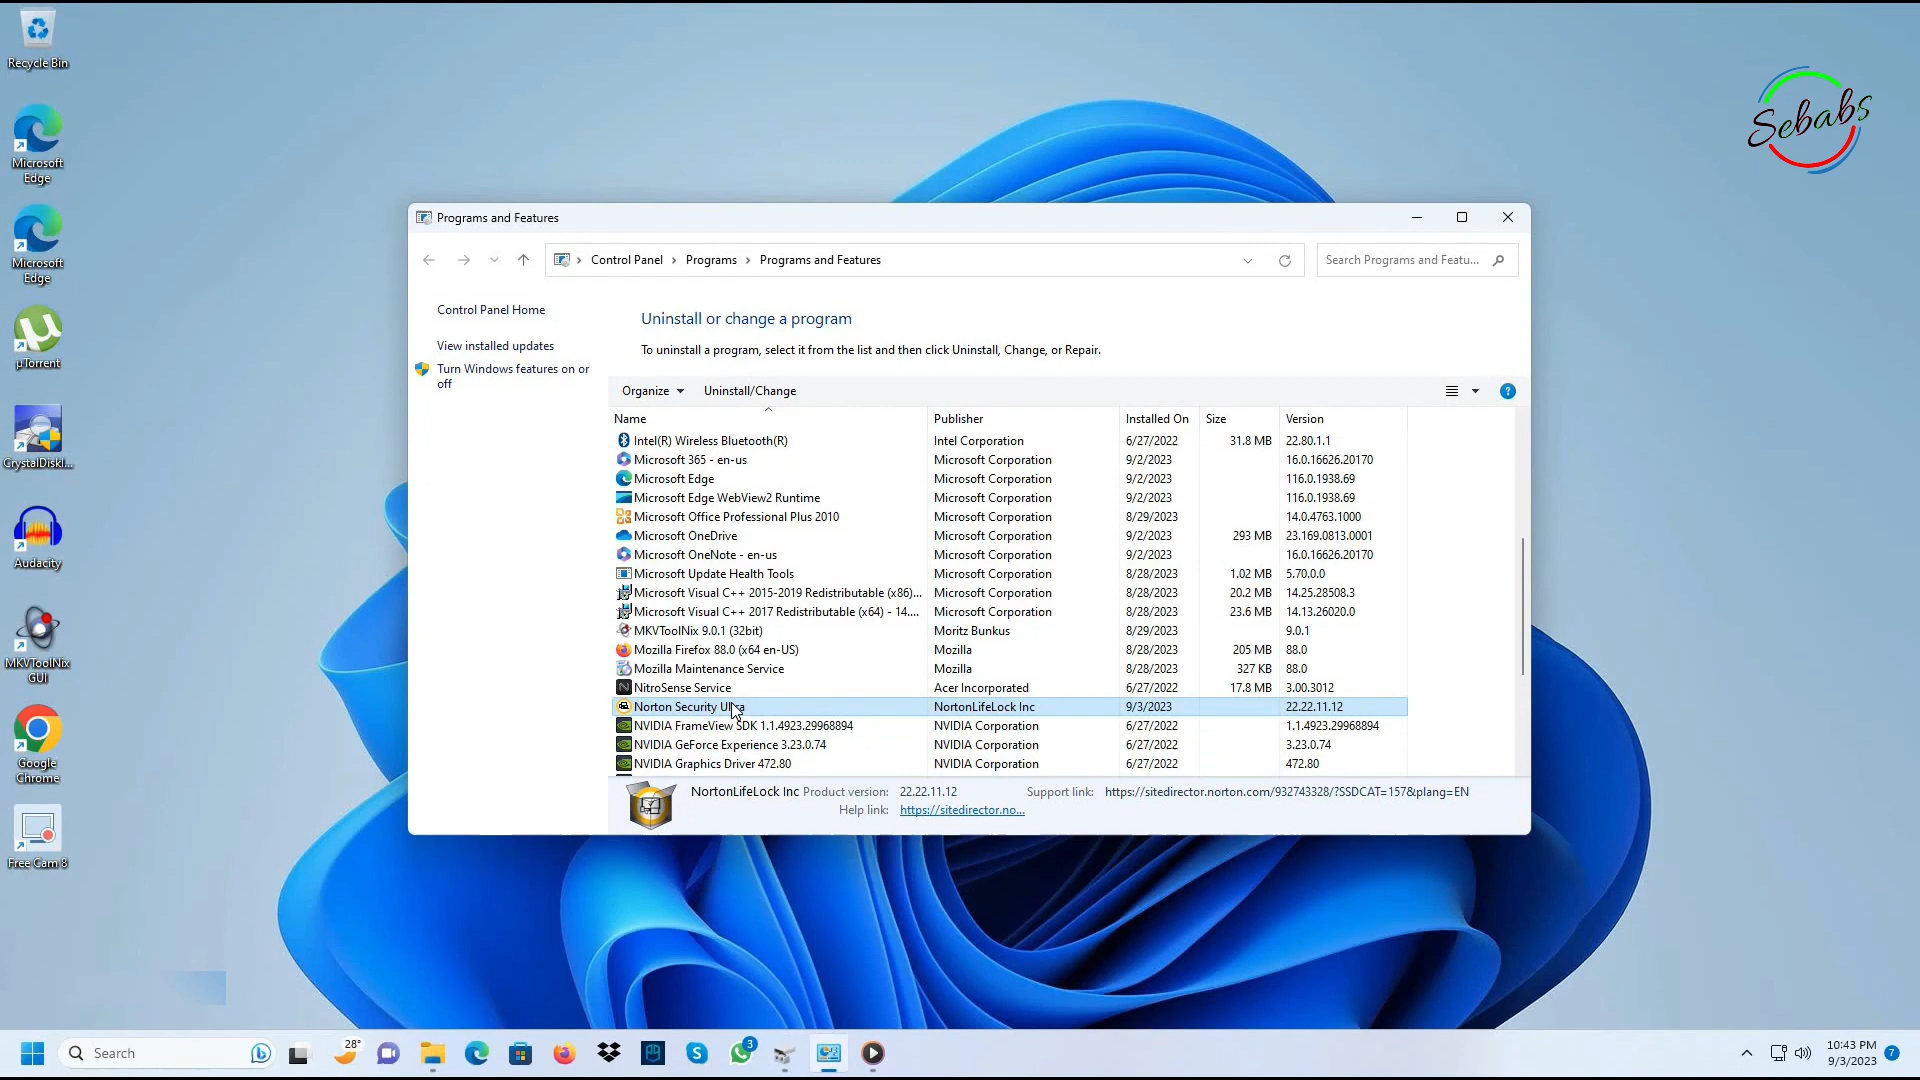 Recycle Bin
Microsoft
Edge
Microsoft
Edge
µTorrent
CrystalDiskI...
Audacity
MKVToolNix
GUI
Google
Chrome
Free Cam 8
Sebabs
Programs and Features
Control Panel > Programs > Programs and Features
Search Programs and Featu...
Control Panel Home
View installed updates
Turn Windows features on or
off
Uninstall or change a program
To uninstall a program, select it from the list and then click Uninstall, Change, or Repair.
Organize Uninstall/Change
Name Publisher Installed On Size Version
Intel(R) Wireless Bluetooth(R) Intel Corporation 6/27/2022 31.8 MB 22.80.1.1
Microsoft 365 - en-us Microsoft Corporation 9/2/2023 16.0.16626.20170
Microsoft Edge Microsoft Corporation 9/2/2023 116.0.1938.69
Microsoft Edge WebView2 Runtime Microsoft Corporation 9/2/2023 116.0.1938.69
Microsoft Office Professional Plus 2010 Microsoft Corporation 8/29/2023 14.0.4763.1000
Microsoft OneDrive Microsoft Corporation 9/2/2023 293 MB 23.169.0813.0001
Microsoft OneNote - en-us Microsoft Corporation 9/2/2023 16.0.16626.20170
Microsoft Update Health Tools Microsoft Corporation 8/28/2023 1.02 MB 5.70.0.0
Microsoft Visual C++ 2015-2019 Redistributable (x86)... Microsoft Corporation 8/28/2023 20.2 MB 14.25.28508.3
Microsoft Visual C++ 2017 Redistributable (x64) - 14.... Microsoft Corporation 8/28/2023 23.6 MB 14.13.26020.0
MKVToolNix 9.0.1 (32bit) Moritz Bunkus 8/29/2023 9.0.1
Mozilla Firefox 88.0 (x64 en-US) Mozilla 8/28/2023 205 MB 88.0
Mozilla Maintenance Service Mozilla 8/28/2023 327 KB 88.0
NitroSense Service Acer Incorporated 6/27/2022 17.8 MB 3.00.3012
Norton Security Ultra NortonLifeLock Inc 9/3/2023 22.22.11.12
NVIDIA FrameView SDK 1.1.4923.29968894 NVIDIA Corporation 6/27/2022 1.1.4923.29968894
NVIDIA GeForce Experience 3.23.0.74 NVIDIA Corporation 6/27/2022 3.23.0.74
NVIDIA Graphics Driver 472.80 NVIDIA Corporation 6/27/2022 472.80
NortonLifeLock Inc Product version: 22.22.11.12 Support link: https://sitedirector.norton.com/932743328/?SSDCAT=157&plang=EN
Help link: https://sitedirector.no...
Search
28°
3
10:43 PM
9/3/2023
7